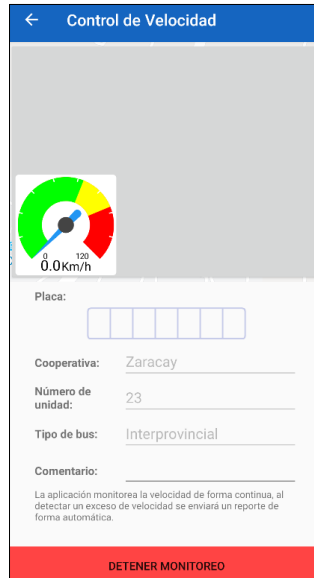 Control de Velocidad
0 120
0.0Km/h
Placa:
Cooperativa: Zaracay
Número de
unidad: 23
Tipo de bus: Interprovincial
Comentario:
La aplicación monitorea la velocidad de forma continua, al
detectar un exceso de velocidad se enviará un reporte de
forma automática.
DETENER MONITOREO